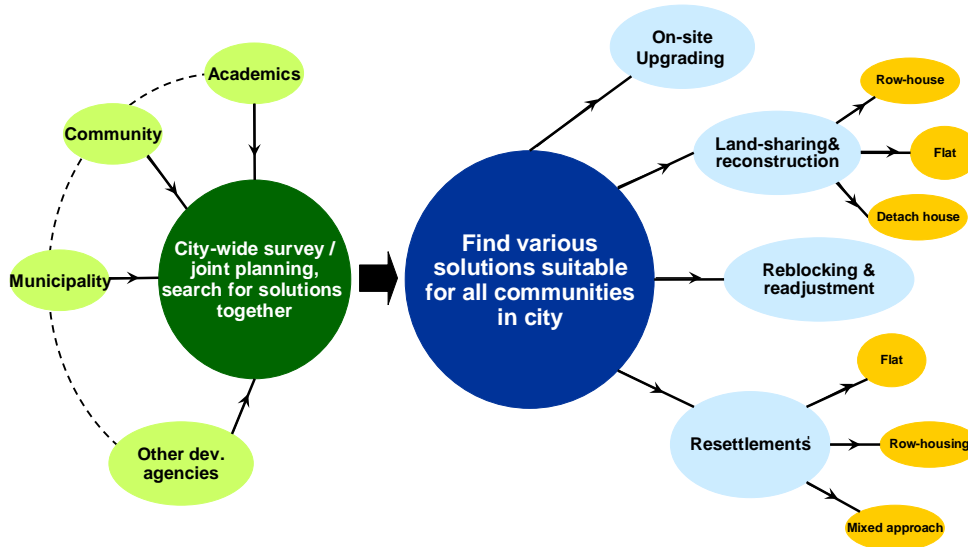 Academics
Community
Municipality
Other dev.
agencies
City-wide survey /
joint planning,
search for solutions
together
Find various
solutions suitable
for all communities
in city
On-site
Upgrading
Land-sharing&
reconstruction
Row-house
Flat
Detach house
Reblocking &
readjustment
Resettlements
Flat
Row-housing
Mixed approach